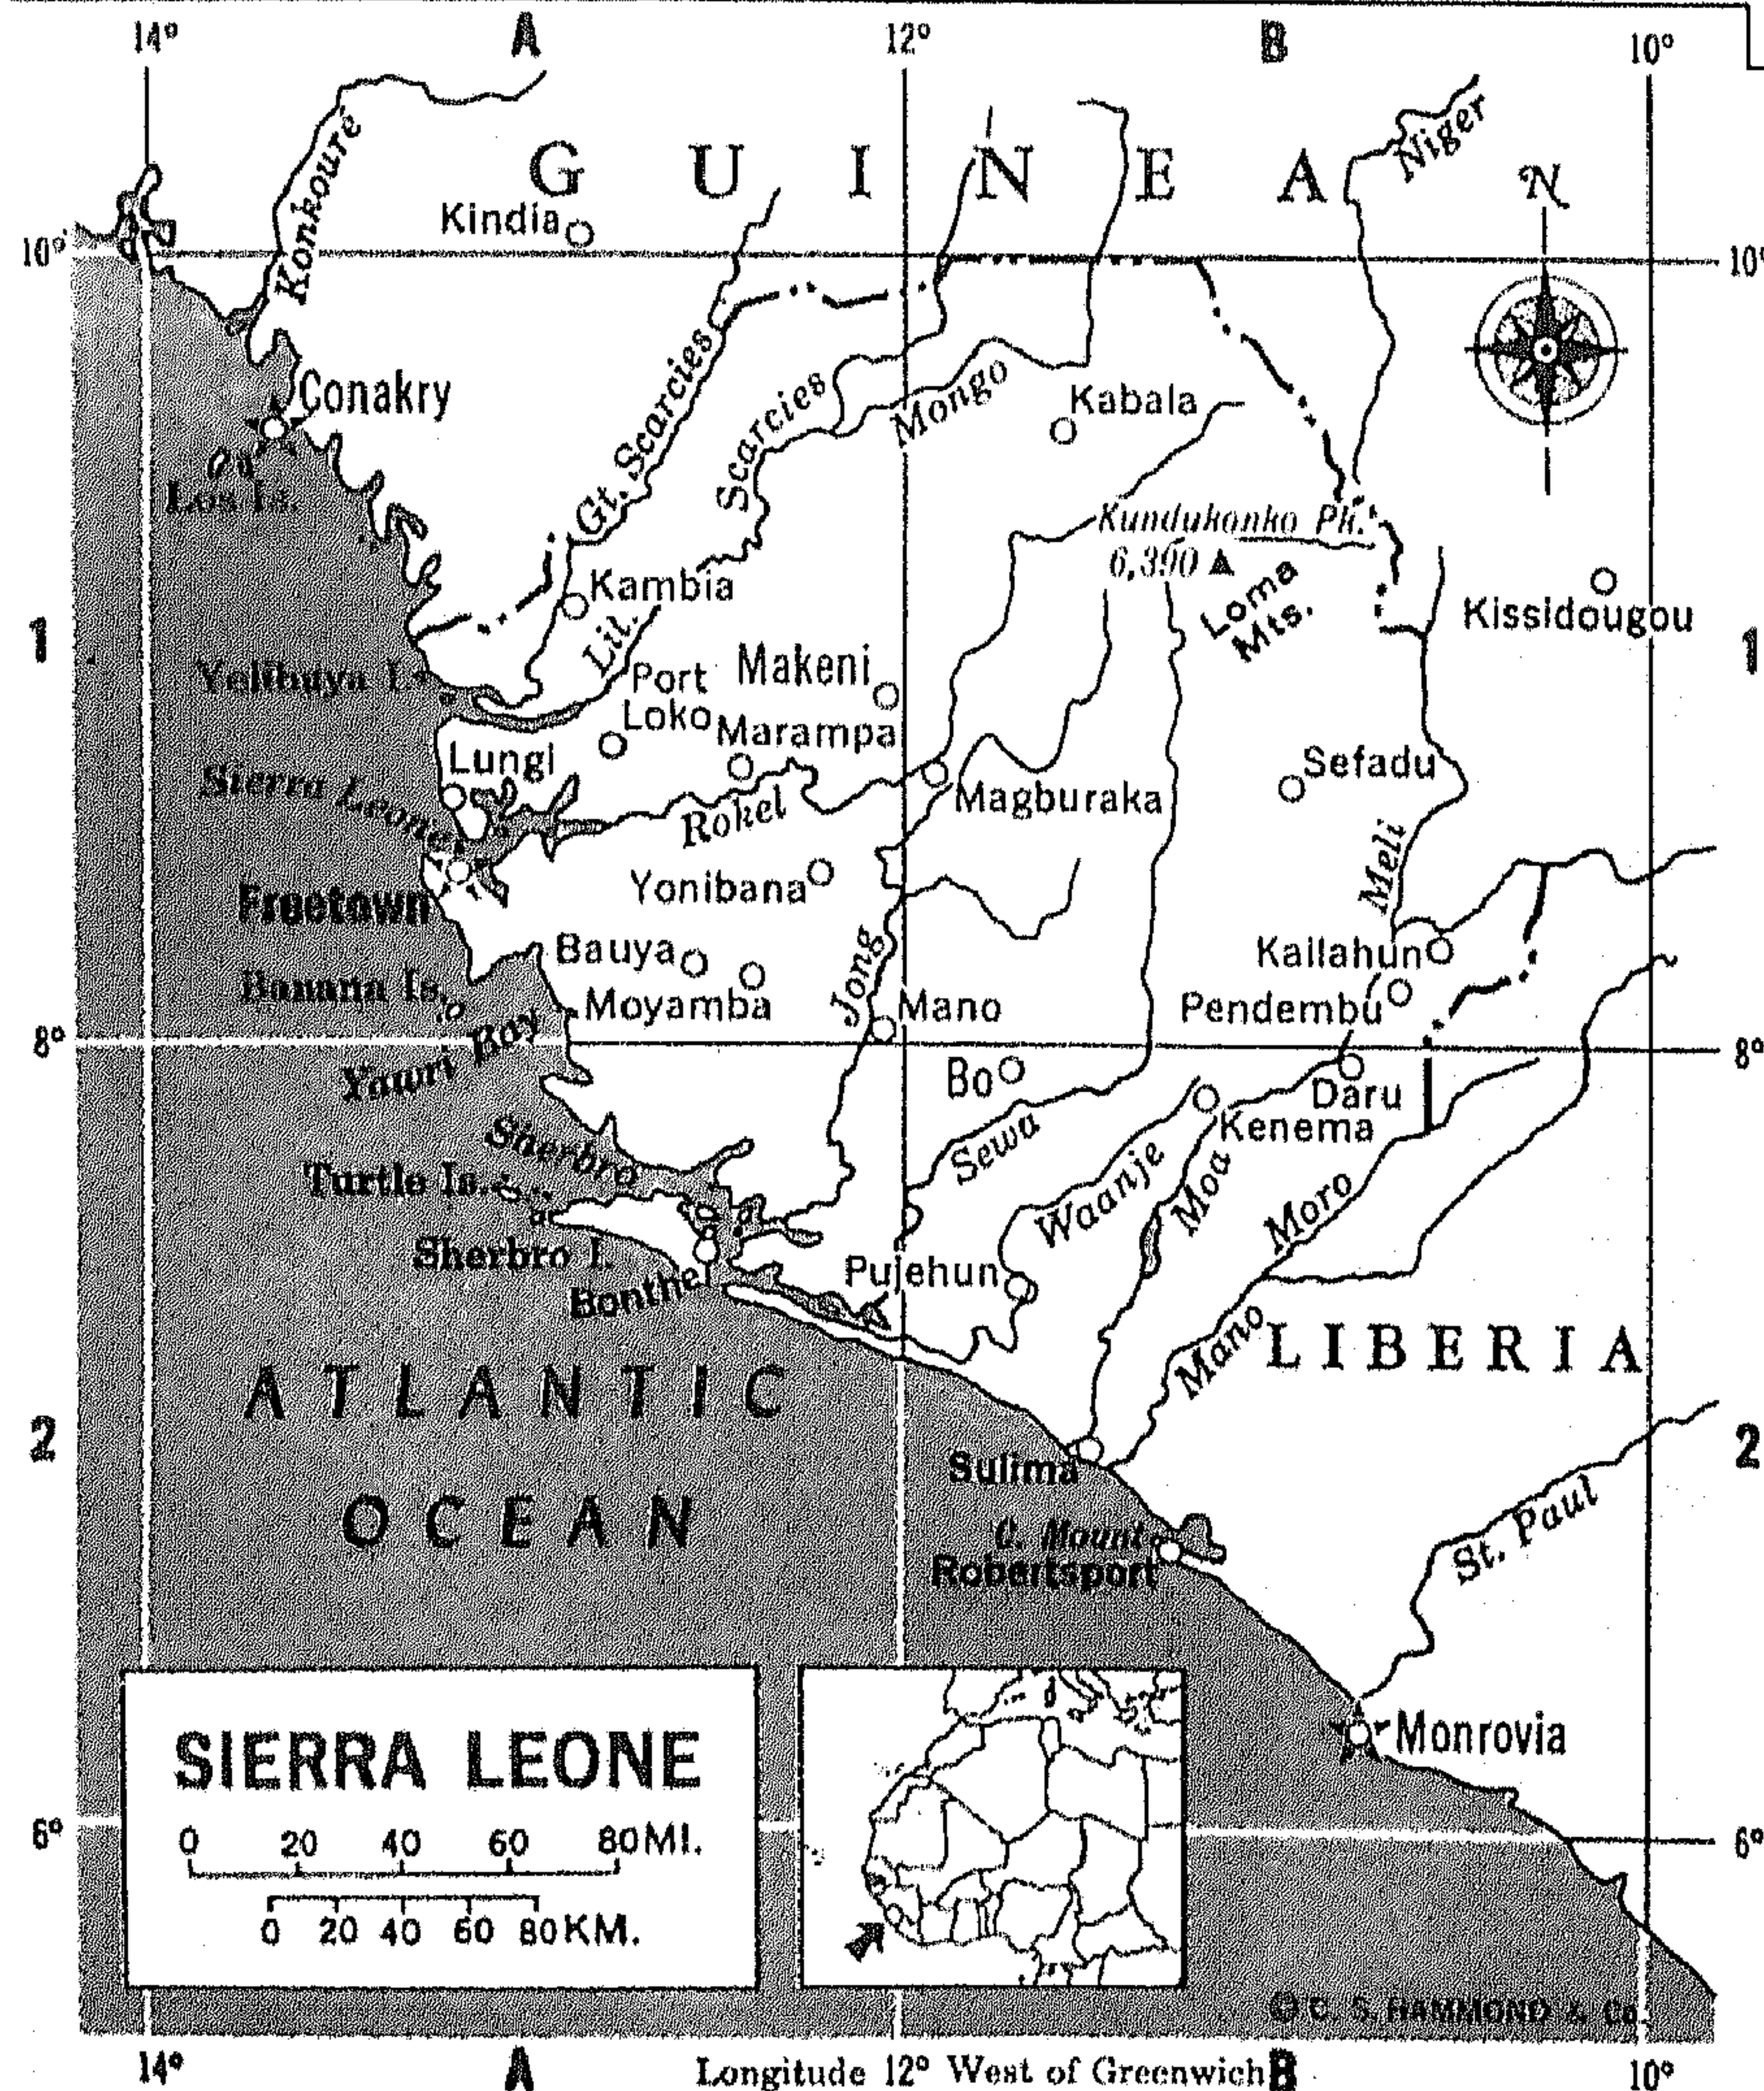 14° A 12° B 10°
Konkouré
Niger
GUINEA
N
Kindia
10° 10°
Conakry
Gt. Scarcies
Scarcies
Mongo
Kabala
Los Is.
Kundukonko Pk.
6,390
Kambia
Loma
Mts.
Kissidougou
1 1
Lil.
Yelibuya I.
Port
Loko
Makeni
Marampa
Lungi
Sierra Leone
Sefadu
Magburaka
Rokel
Meli
Yonibana
Freetown
Bauya
Jong
Kailahun
Banana Is.
Moyamba
Mano
Pendembu
Yawri Bay
8° 8°
Bo
Daru
Kenema
Sherbro
Sewa
Turtle Is.
Waanje
Moa
Moro
Sherbro I.
Bonthe
Pujehun
Mano
LIBERIA
ATLANTIC
OCEAN
2 2
Sulima
C. Mount
Robertsport
St. Paul
Monrovia
SIERRA LEONE
0 20 40 60 80 MI.
0 20 40 60 80 KM.
6° 6°
© C. S. HAMMOND & Co.
14° A Longitude 12° West of Greenwich B 10°